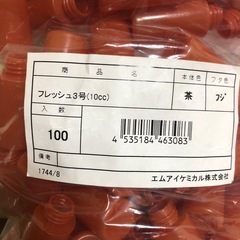 商品名 本体色 フタ色
フレッシュ3号(10cc) 茶 フジ
入数
100
4 535184 463083
備考
1744/8
エムアイケミカル株式会社